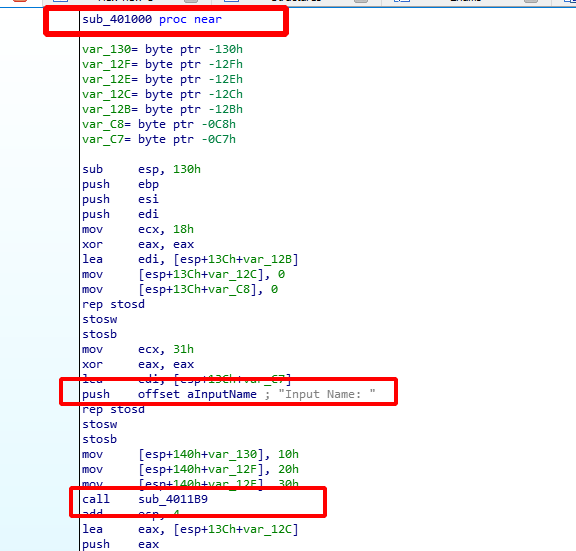 sub_401000 proc near
var_130= byte ptr -130h
var_12F= byte ptr -12Fh
var_12E= byte ptr -12Eh
var_12C= byte ptr -12Ch
var_12B= byte ptr -12Bh
var_C8= byte ptr -0C8h
var_C7= byte ptr -0C7h
sub esp, 130h
push ebp
push esi
push edi
mov ecx, 18h
xor eax, eax
lea edi, [esp+13Ch+var_12B]
mov [esp+13Ch+var_12C], 0
mov [esp+13Ch+var_C8], 0
rep stosd
stosw
stosb
mov ecx, 31h
xor eax, eax
lea edi, [esp+13Ch+var_C7]
push offset aInputName ; "Input Name: "
rep stosd
stosw
stosb
mov [esp+140h+var_130], 10h
mov [esp+140h+var_12F], 20h
mov [esp+140h+var_12E], 30h
call sub_4011B9
add esp, 4
lea eax, [esp+13Ch+var_12C]
push eax